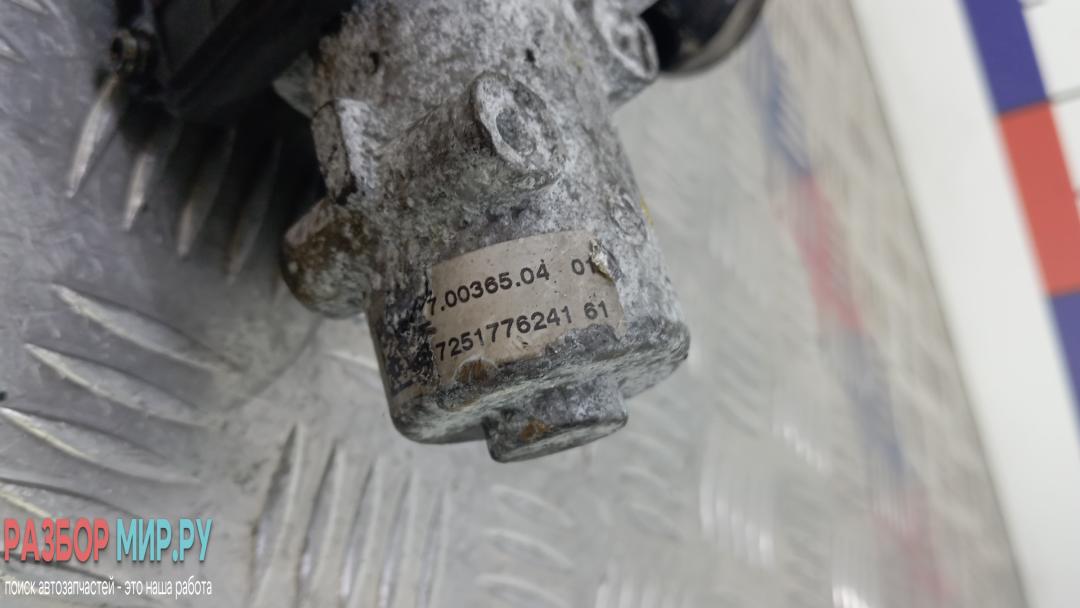 7.00365.04 01
7251776241 61
РАЗБОР МИР.РУ
поиск автозапчастей - это наша работа